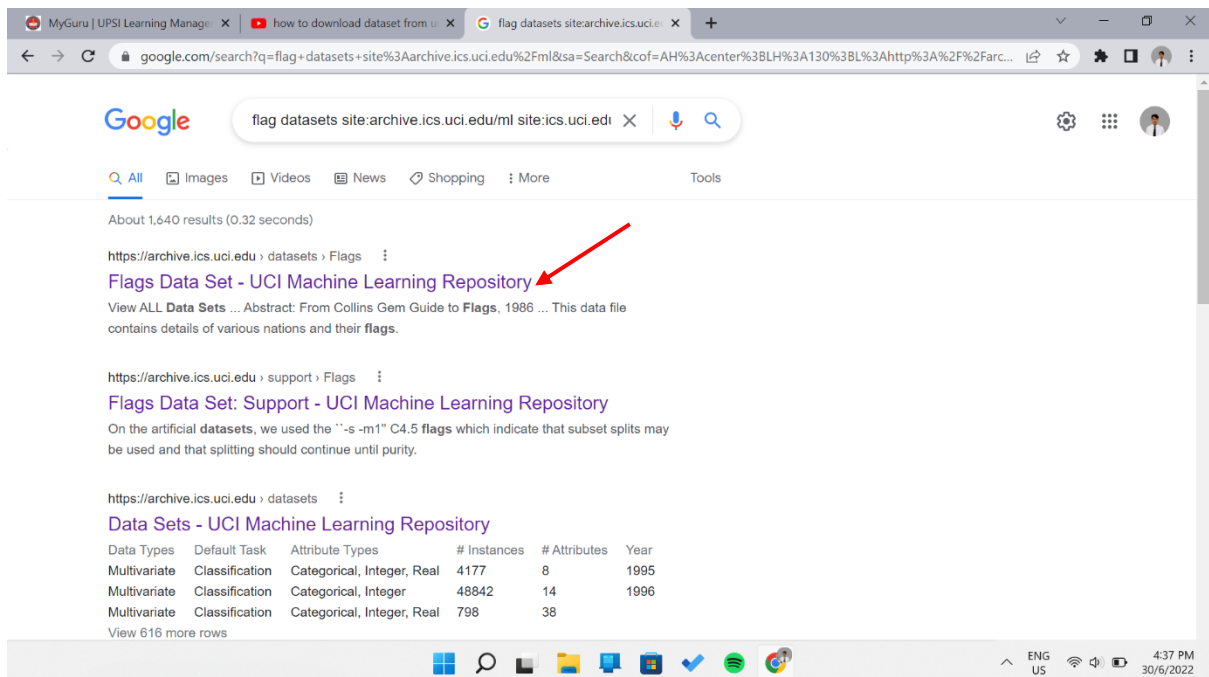 MyGuru | UPSI Learning Manager
how to download dataset from u
flag datasets site:archive.ics.uci.ed
google.com/search?q=flag+datasets+site%3Aarchive.ics.uci.edu%2Fml&sa=Search&cof=AH%3Acenter%3BLH%3A130%3BL%3Ahttp%3A%2F%2Farc...
Google
flag datasets site:archive.ics.uci.edu/ml site:ics.uci.edu
All Images Videos News Shopping More Tools
About 1,640 results (0.32 seconds)
https://archive.ics.uci.edu › datasets › Flags
Flags Data Set - UCI Machine Learning Repository
View ALL Data Sets ... Abstract: From Collins Gem Guide to Flags, 1986 ... This data file
contains details of various nations and their flags.
https://archive.ics.uci.edu › support › Flags
Flags Data Set: Support - UCI Machine Learning Repository
On the artificial datasets, we used the ``-s -m1" C4.5 flags which indicate that subset splits may
be used and that splitting should continue until purity.
https://archive.ics.uci.edu › datasets
Data Sets - UCI Machine Learning Repository
Data Types Default Task Attribute Types # Instances # Attributes Year
Multivariate Classification Categorical, Integer, Real 4177 8 1995
Multivariate Classification Categorical, Integer 48842 14 1996
Multivariate Classification Categorical, Integer, Real 798 38
View 616 more rows
ENG
US
4:37 PM
30/6/2022